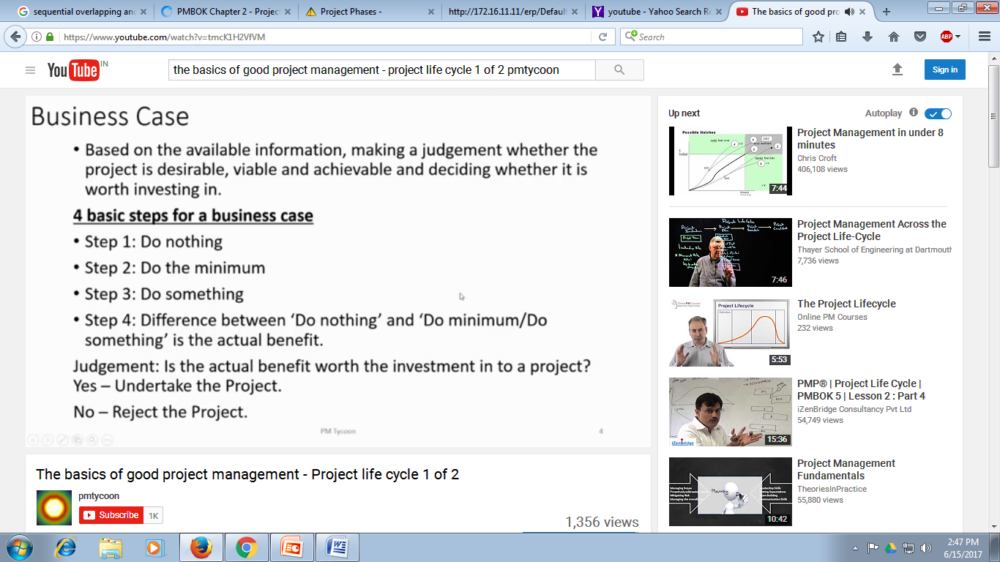 sequential overlapping an
PMBOK Chapter 2 - Projec
Project Phases -
http://172.16.11.11/erp/Defaul
youtube - Yahoo Search R
The basics of good pro
https://www.youtube.com/watch?v=tmcK1H2VfVM
Search
ABP
YouTube IN
the basics of good project management - project life cycle 1 of 2 pmtycoon
Sign in
Business Case
• Based on the available information, making a judgement whether the
project is desirable, viable and achievable and deciding whether it is
worth investing in.
4 basic steps for a business case
• Step 1: Do nothing
• Step 2: Do the minimum
• Step 3: Do something
• Step 4: Difference between ‘Do nothing’ and ‘Do minimum/Do
something’ is the actual benefit.
Judgement: Is the actual benefit worth the investment in to a project?
Yes – Undertake the Project.
No – Reject the Project.
PM Tycoon
4
The basics of good project management - Project life cycle 1 of 2
pmtycoon
Subscribe 1K
1,356 views
Up next
Autoplay
Possible finishes
7:44
Project Management in under 8
minutes
Chris Croft
406,108 views
7:46
Project Management Across the
Project Life-Cycle
Thayer School of Engineering at Dartmout
7,736 views
Project Lifecycle
5:53
The Project Lifecycle
Online PM Courses
232 views
iZenBridge
15:36
PMP® | Project Life Cycle |
PMBOK 5 | Lesson 2 : Part 4
iZenBridge Consultancy Pvt Ltd
54,749 views
Planning
10:42
Project Management
Fundamentals
TheoriesInPractice
55,880 views
2:47 PM
6/15/2017